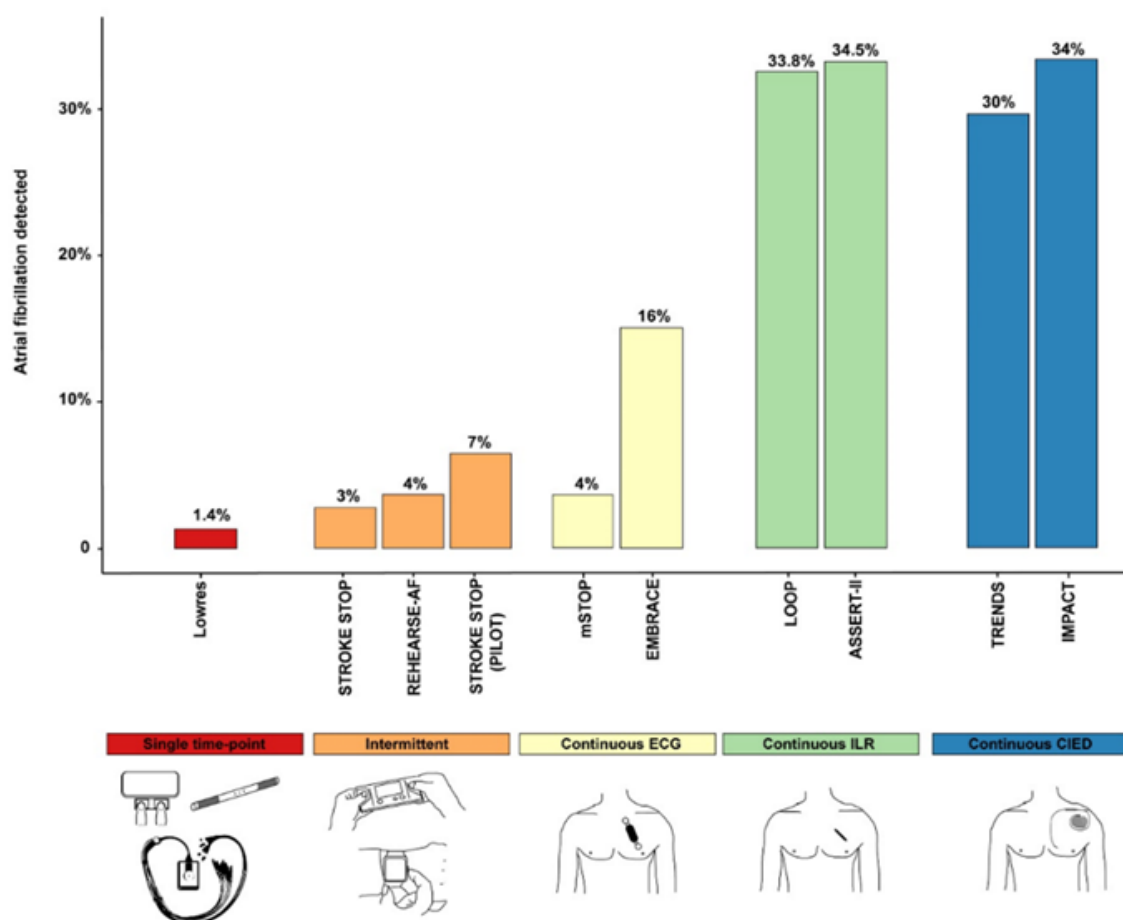 Atrial fibrillation detected
30%
20%
10%
0
1.4%
3%
4%
7%
4%
16%
33.8%
34.5%
30%
34%
Lowres
STROKE STOP
REHEARSE-AF
STROKE STOP
(PILOT)
mSTOP
EMBRACE
LOOP
ASSERT-II
TRENDS
IMPACT
Single time-point
Intermittent
Continuous ECG
Continuous ILR
Continuous CIED